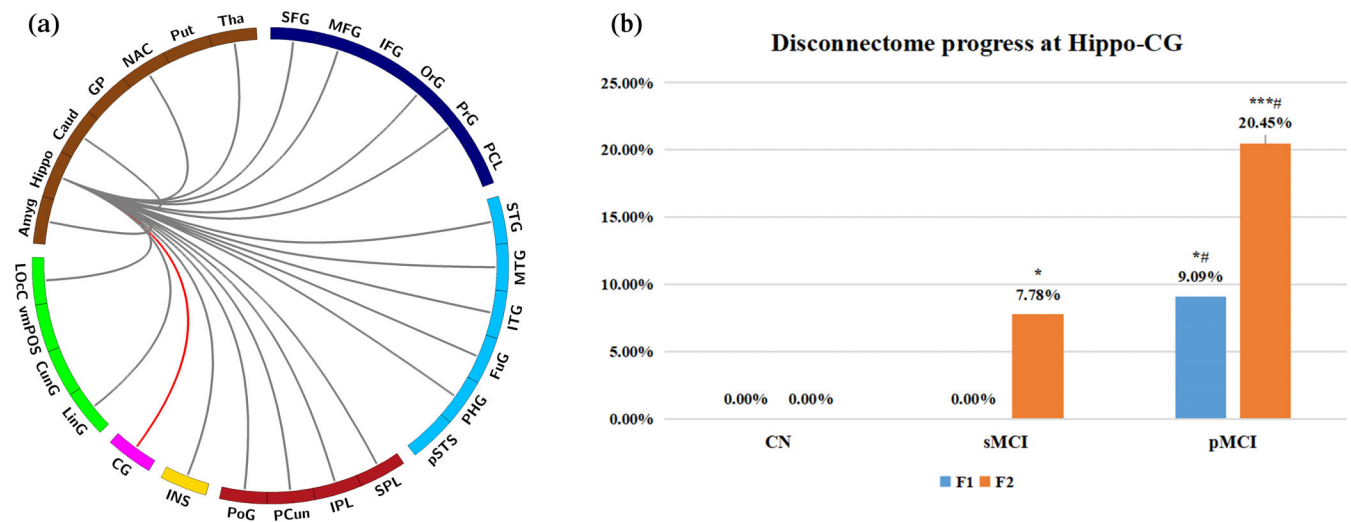 (a)
Amyg
Hippo
Caud
GP
NAC
Put
Tha
SFG
MFG
IFG
OrG
PrG
PCL
STG
MTG
ITG
FuG
PHG
pSTS
SPL
IPL
PCun
PoG
INS
CG
LinG
CunG
vmPOS
LOcC
(b)
Disconnectome progress at Hippo-CG
25.00%
20.00%
15.00%
10.00%
5.00%
0.00%
0.00% 0.00%
0.00%
*
7.78%
*#
9.09%
***#
20.45%
CN sMCI pMCI
F1 F2